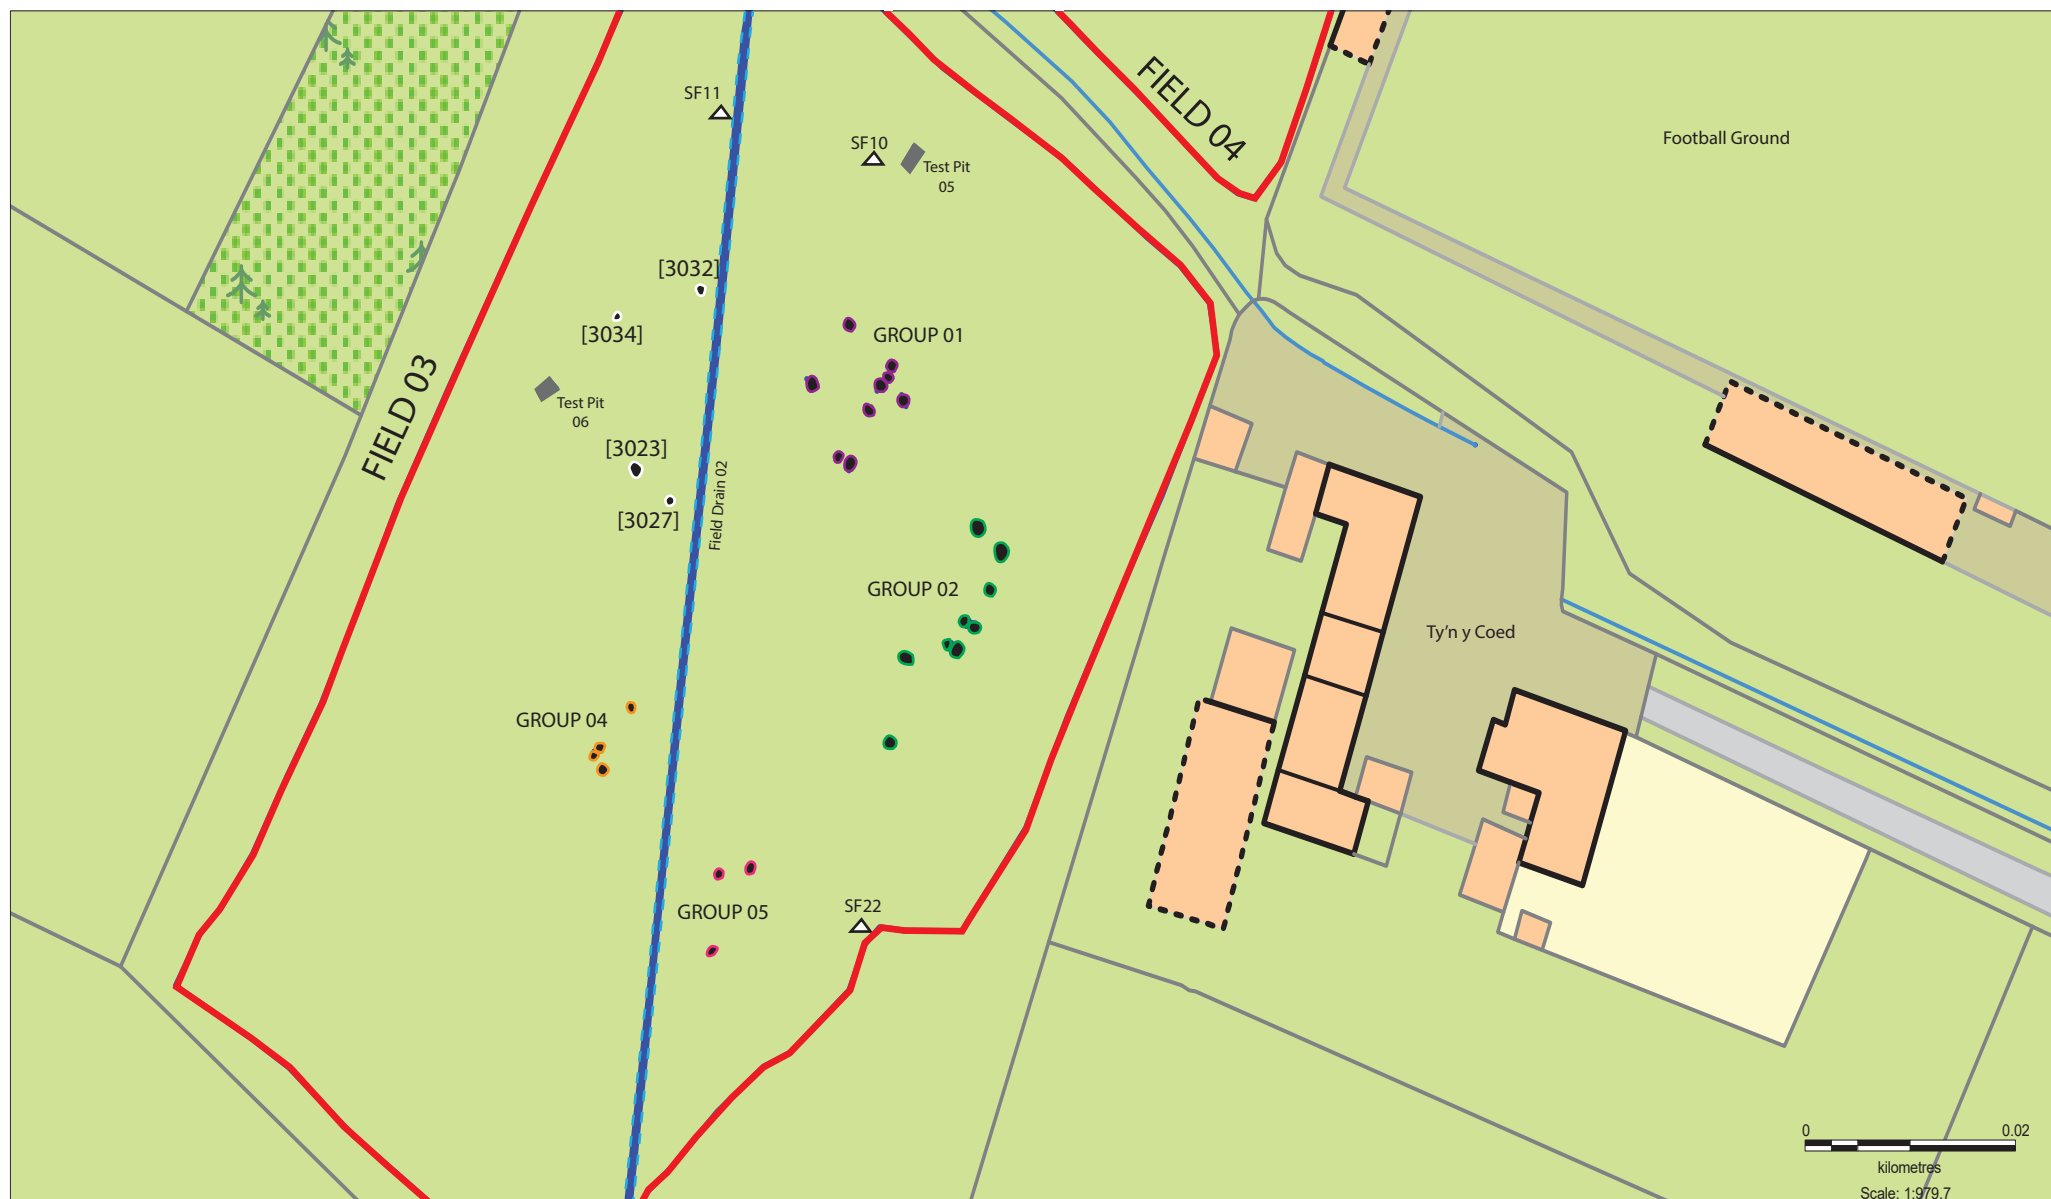 FIELD 04
SF11
Football Ground
SF10
Test Pit
05
[3032]
[3034]
GROUP 01
FIELD 03
Test Pit
06
[3023]
[3027]
Field Drain 02
GROUP 02
Ty'n y Coed
GROUP 04
GROUP 05
SF22
0 0.02
kilometres
Scale: 1:979.7